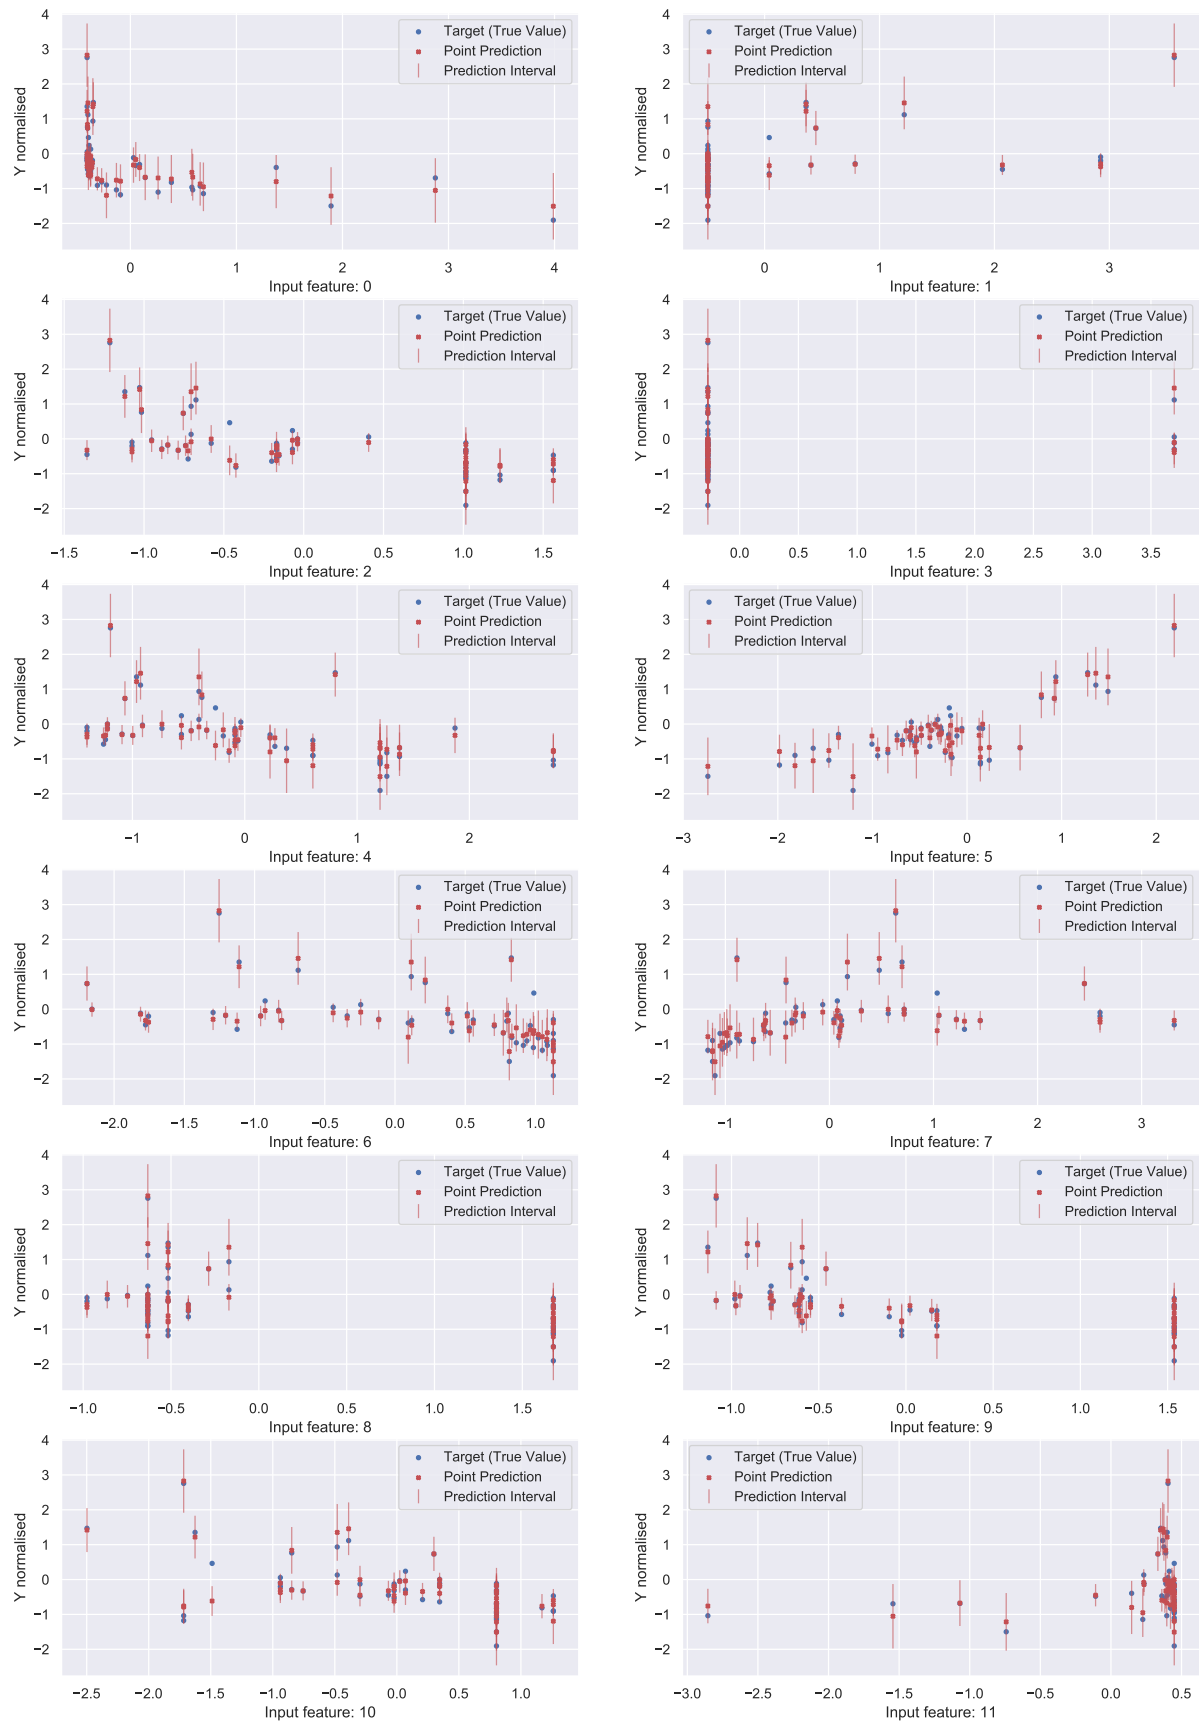 Y normalised
4
3
2
1
0
−1
−2
Target (True Value)
Point Prediction
Prediction Interval
0 1 2 3 4
Input feature: 0
Y normalised
4
3
2
1
0
−1
−2
Target (True Value)
Point Prediction
Prediction Interval
0 1 2 3
Input feature: 1
Y normalised
4
3
2
1
0
−1
−2
Target (True Value)
Point Prediction
Prediction Interval
−1.5 −1.0 −0.5 0.0 0.5 1.0 1.5
Input feature: 2
Y normalised
4
3
2
1
0
−1
−2
Target (True Value)
Point Prediction
Prediction Interval
0.0 0.5 1.0 1.5 2.0 2.5 3.0 3.5
Input feature: 3
Y normalised
4
3
2
1
0
−1
−2
Target (True Value)
Point Prediction
Prediction Interval
−1 0 1 2
Input feature: 4
Y normalised
4
3
2
1
0
−1
−2
Target (True Value)
Point Prediction
Prediction Interval
−3 −2 −1 0 1 2
Input feature: 5
Y normalised
4
3
2
1
0
−1
−2
Target (True Value)
Point Prediction
Prediction Interval
−2.0 −1.5 −1.0 −0.5 0.0 0.5 1.0
Input feature: 6
Y normalised
4
3
2
1
0
−1
−2
Target (True Value)
Point Prediction
Prediction Interval
−1 0 1 2 3
Input feature: 7
Y normalised
4
3
2
1
0
−1
−2
Target (True Value)
Point Prediction
Prediction Interval
−1.0 −0.5 0.0 0.5 1.0 1.5
Input feature: 8
Y normalised
4
3
2
1
0
−1
−2
Target (True Value)
Point Prediction
Prediction Interval
−1.0 −0.5 0.0 0.5 1.0 1.5
Input feature: 9
Y normalised
4
3
2
1
0
−1
−2
Target (True Value)
Point Prediction
Prediction Interval
−2.5 −2.0 −1.5 −1.0 −0.5 0.0 0.5 1.0
Input feature: 10
Y normalised
4
3
2
1
0
−1
−2
Target (True Value)
Point Prediction
Prediction Interval
−3.0 −2.5 −2.0 −1.5 −1.0 −0.5 0.0 0.5
Input feature: 11